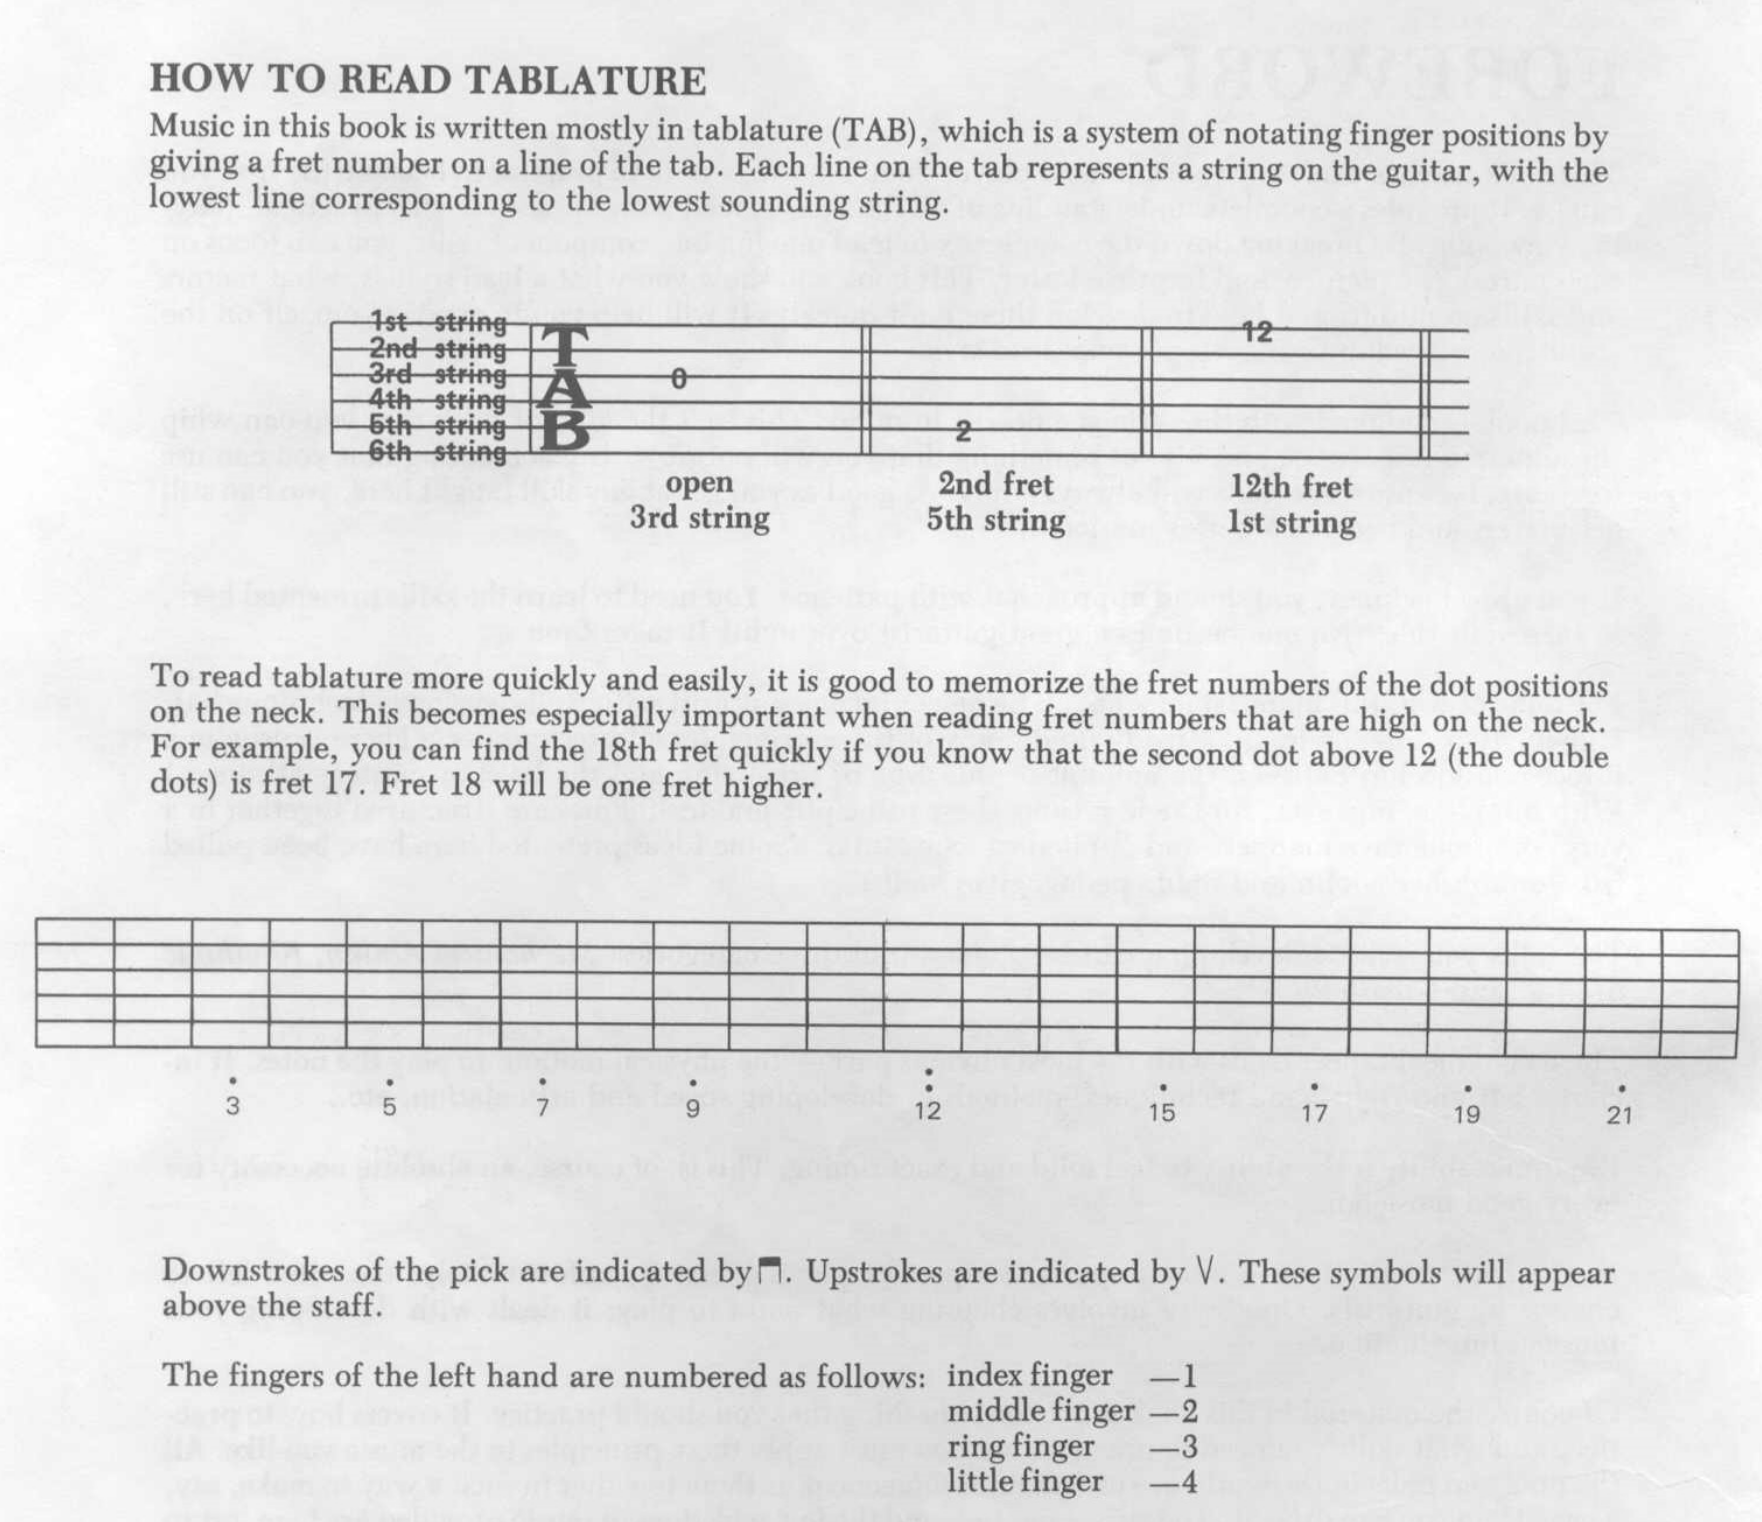 HOW TO READ TABLATURE
Music in this book is written mostly in tablature (TAB), which is a system of notating finger positions by
giving a fret number on a line of the tab. Each line on the tab represents a string on the guitar, with the
lowest line corresponding to the lowest sounding string.
1st string
2nd string
3rd string
4th string
5th string
6th string
TAB
0
2
12
open
3rd string
2nd fret
5th string
12th fret
1st string
To read tablature more quickly and easily, it is good to memorize the fret numbers of the dot positions
on the neck. This becomes especially important when reading fret numbers that are high on the neck.
For example, you can find the 18th fret quickly if you know that the second dot above 12 (the double
dots) is fret 17. Fret 18 will be one fret higher.
3 5 7 9 12 15 17 19 21
Downstrokes of the pick are indicated by ⊓. Upstrokes are indicated by V. These symbols will appear
above the staff.
The fingers of the left hand are numbered as follows: index finger —1
middle finger —2
ring finger —3
little finger —4